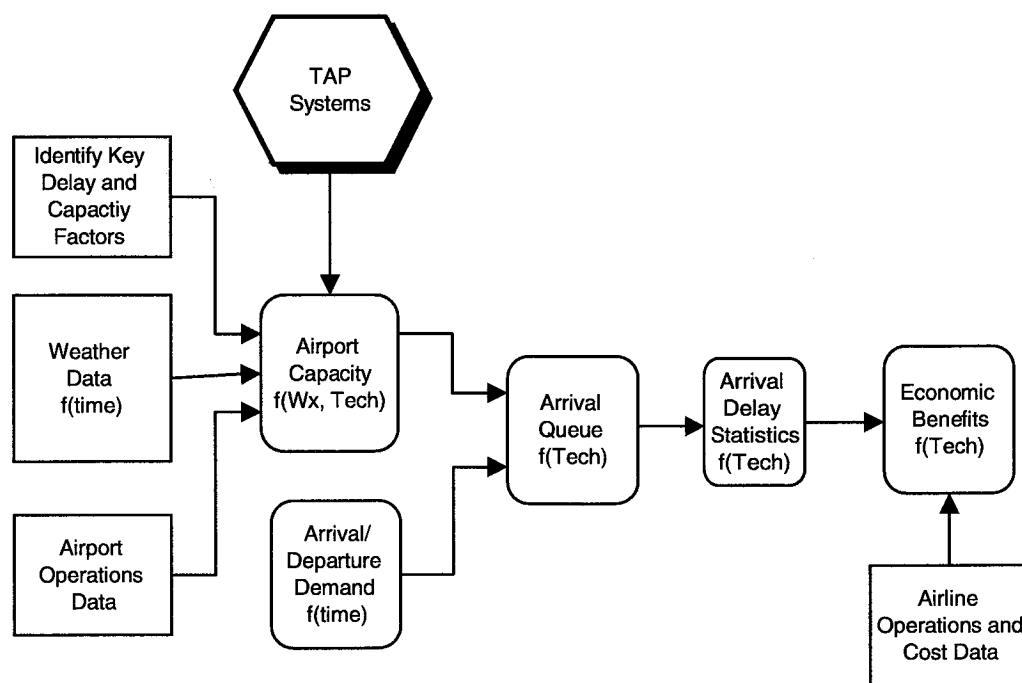 TAP
Systems
Identify Key
Delay and
Capactiy
Factors
Weather
Data
f(time)
Airport
Operations
Data
Airport
Capacity
f(Wx, Tech)
Arrival/
Departure
Demand
f(time)
Arrival
Queue
f(Tech)
Arrival
Delay
Statistics
f(Tech)
Economic
Benefits
f(Tech)
Airline
Operations and
Cost Data